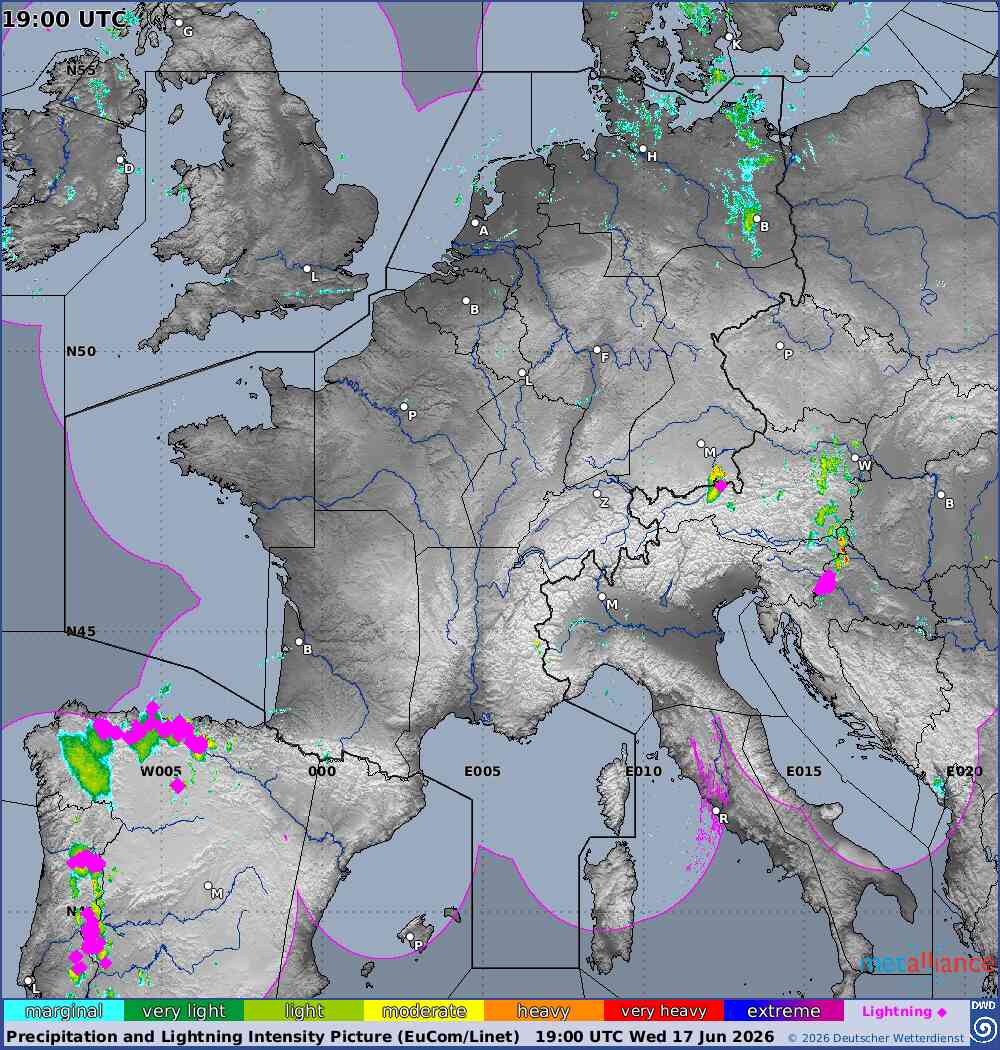 19:00 UTC
G
K
N55
H
D
A
B
L
B
N50
P
F
L
P
M
W
Z
B
M
N45
B
W005
000
E005
E010
E015
E020
R
M
P
L
metalliance
marginal very light light moderate heavy very heavy extreme Lightning
DWD
Precipitation and Lightning Intensity Picture (EuCom/Linet) 19:00 UTC Wed 17 Jun 2026 © 2026 Deutscher Wetterdienst